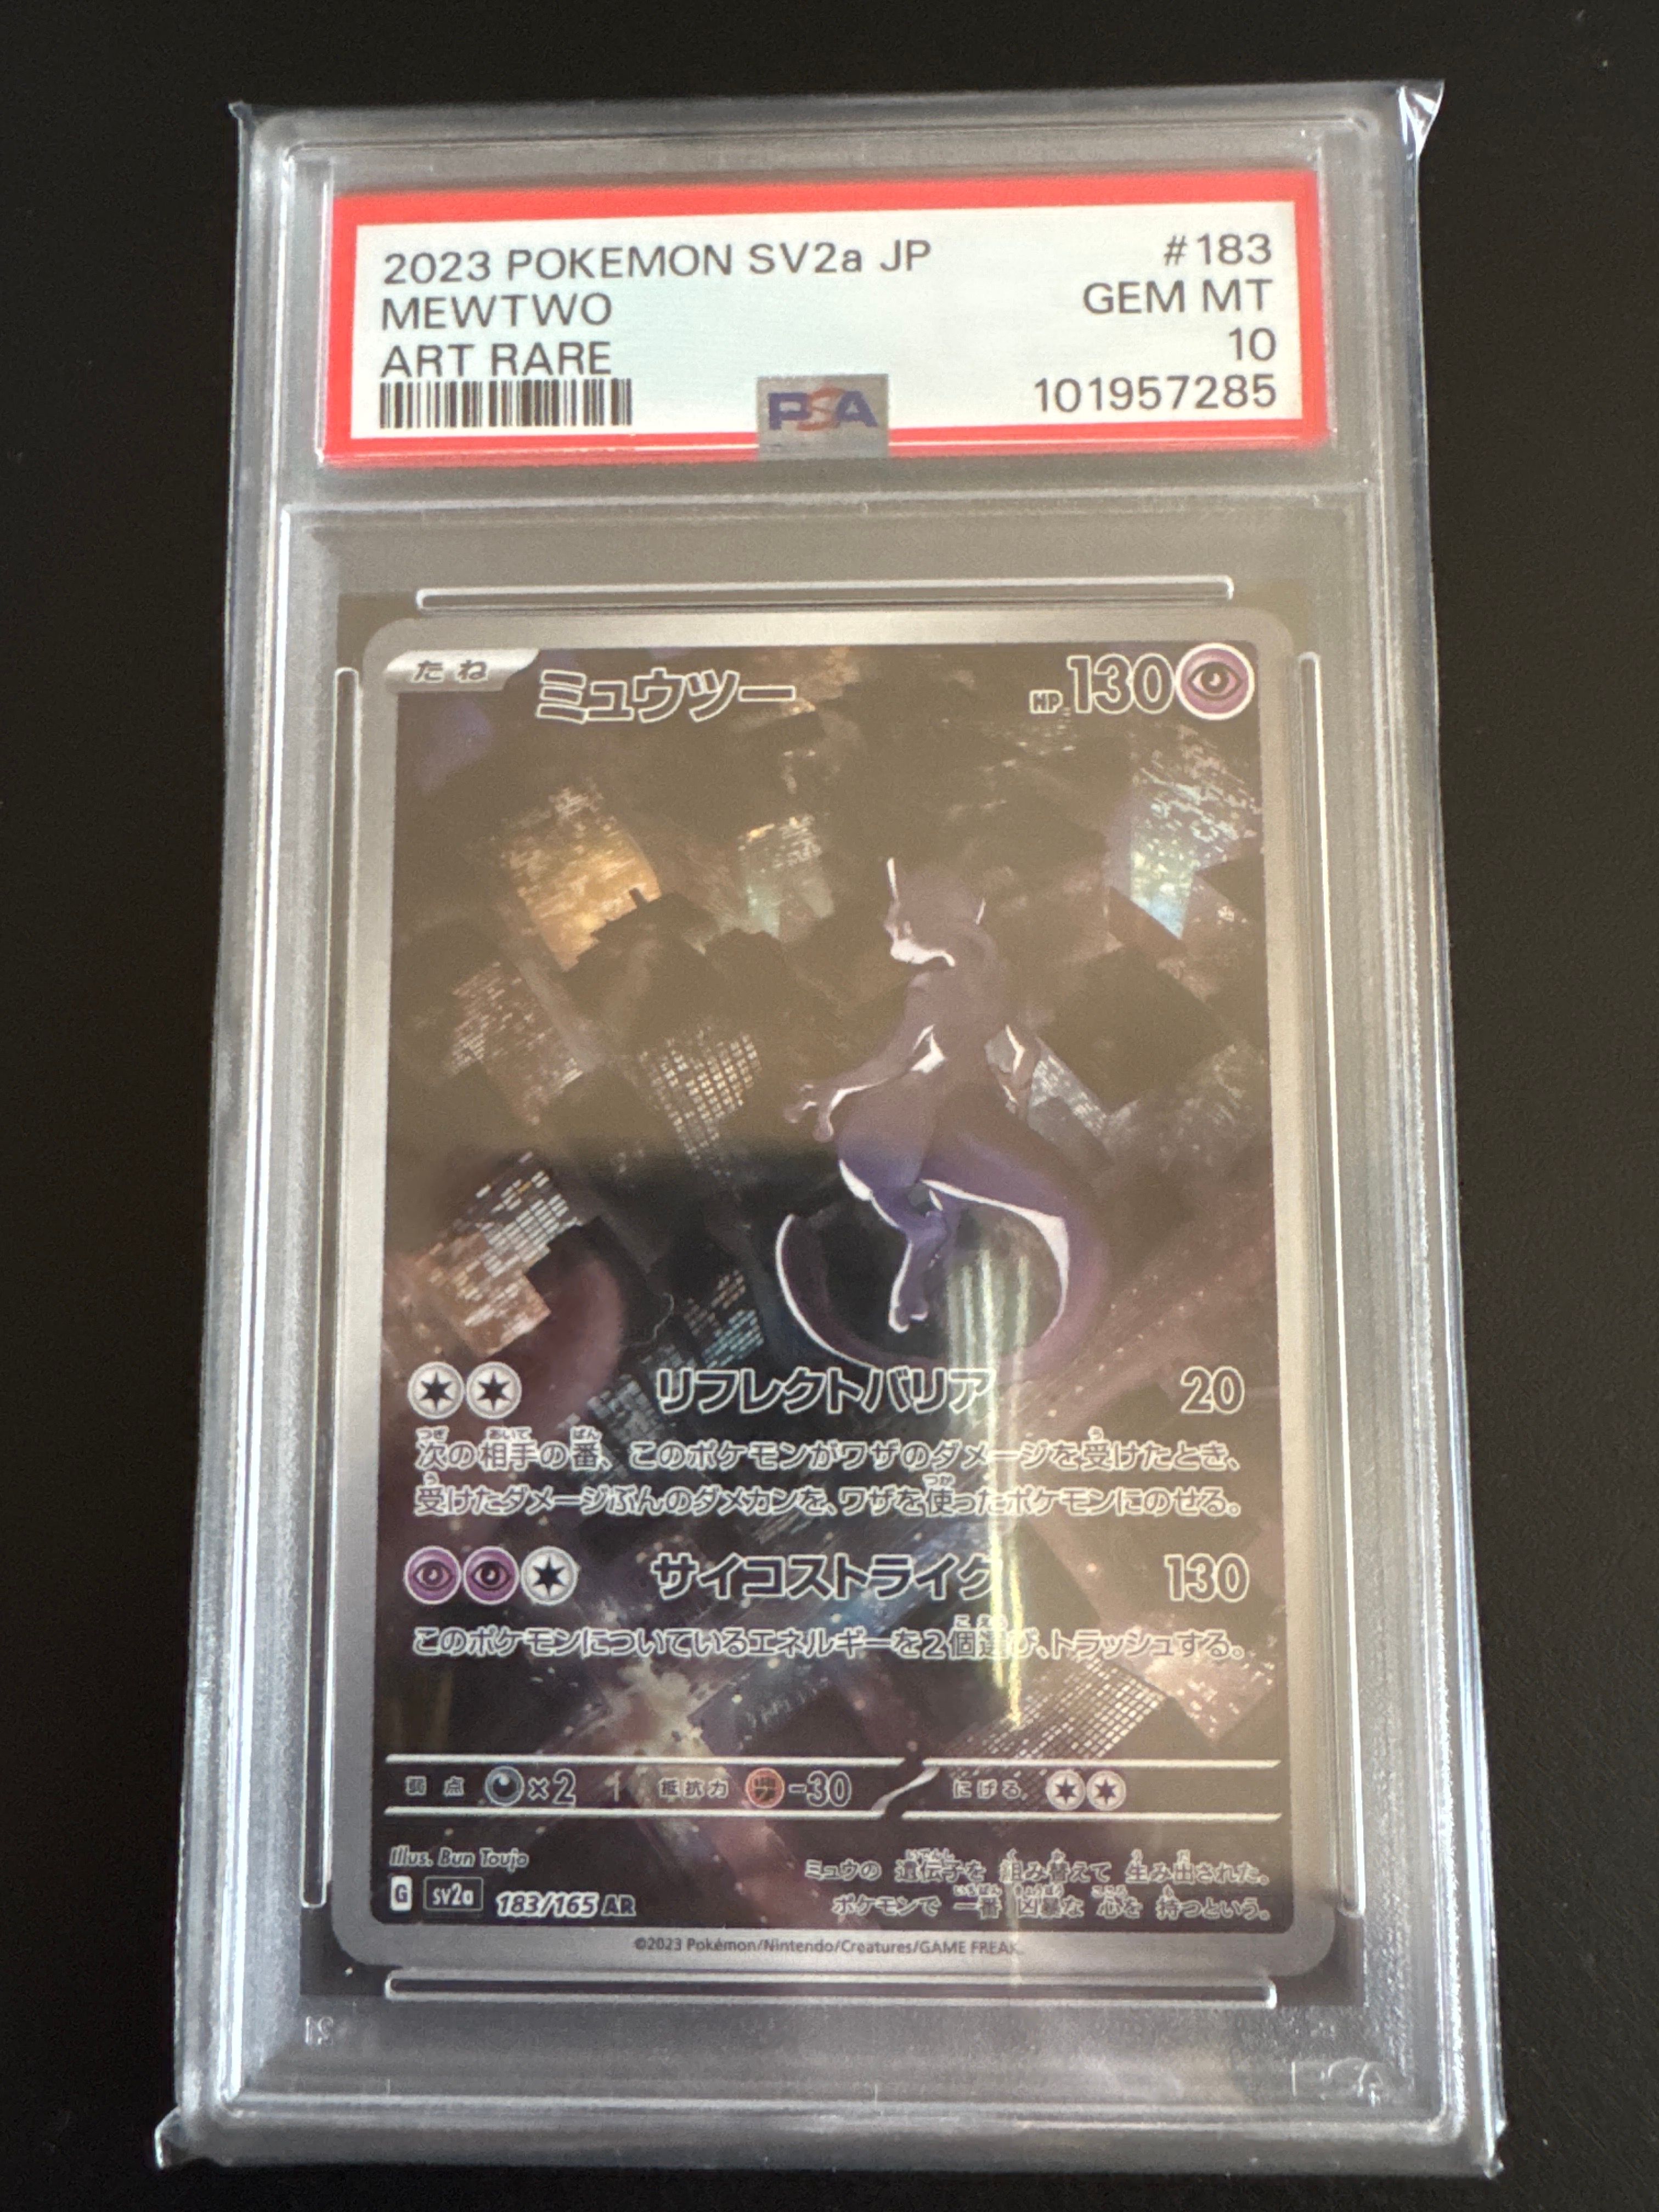 2023 POKEMON SV2a JP #183
MEWTWO GEM MT
ART RARE 10
PSA 101957285
たね ミュウツー HP 130
リフレクトバリア 20
次の相手の番、このポケモンがワザのダメージを受けたとき、
受けたダメージぶんのダメカンを、ワザを使ったポケモンにのせる。
サイコストライク 130
このポケモンについているエネルギーを2個選び、トラッシュする。
弱点 ×2 抵抗力 -30 にげる
Illus. Bun Toujo
ミュウの 遺伝子を 組み替えて 生み出された。
ポケモンで 一番 凶暴な 心を 持つという。
G sv2a 183/165 AR
©2023 Pokémon/Nintendo/Creatures/GAME FREAK.